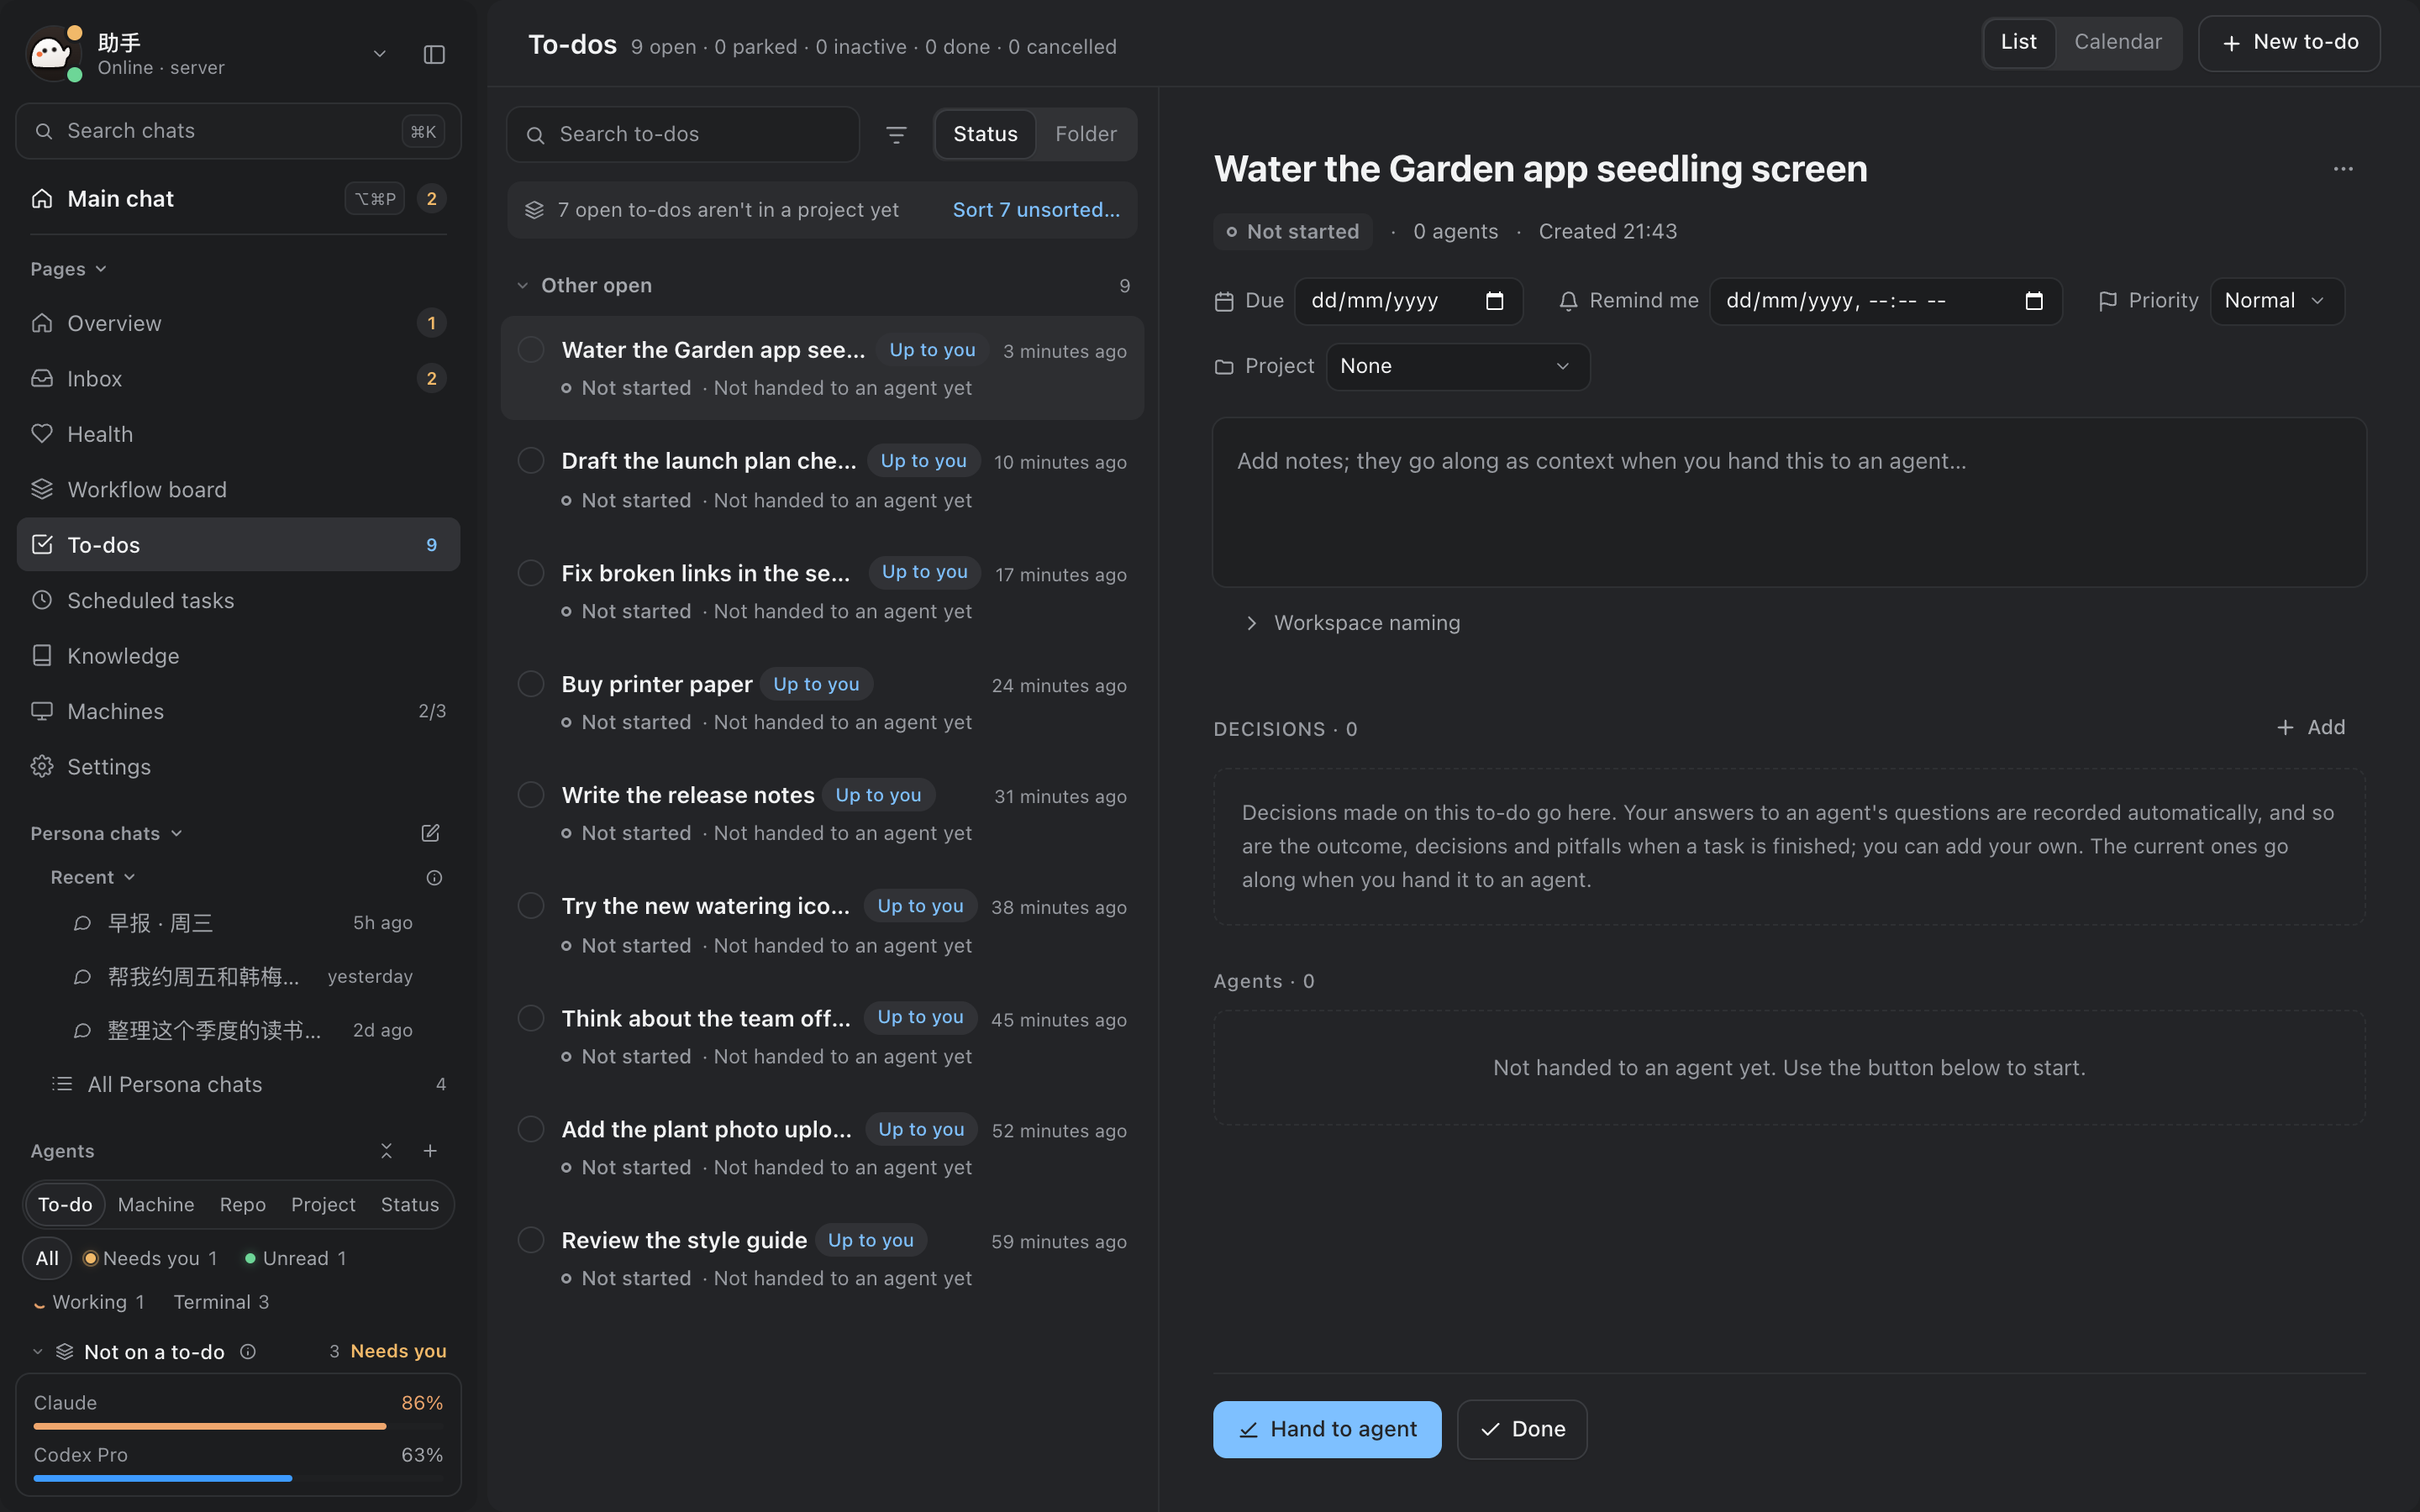 助手
Online · server
Search chats ⌘K
Main chat ⌥⌘P 2
Pages
Overview 1
Inbox 2
Health
Workflow board
To-dos 9
Scheduled tasks
Knowledge
Machines 2/3
Settings
Persona chats
Recent
早报 · 周三 5h ago
帮我约周五和韩梅... yesterday
整理这个季度的读书... 2d ago
All Persona chats 4
Agents
To-do Machine Repo Project Status
All Needs you 1 Unread 1
Working 1 Terminal 3
Not on a to-do 3 Needs you
Claude 86%
Codex Pro 63%
To-dos 9 open · 0 parked · 0 inactive · 0 done · 0 cancelled
List Calendar New to-do
Search to-dos Status Folder
7 open to-dos aren't in a project yet Sort 7 unsorted...
Other open 9
Water the Garden app see... Up to you 3 minutes ago
Not started · Not handed to an agent yet
Draft the launch plan che... Up to you 10 minutes ago
Not started · Not handed to an agent yet
Fix broken links in the se... Up to you 17 minutes ago
Not started · Not handed to an agent yet
Buy printer paper Up to you 24 minutes ago
Not started · Not handed to an agent yet
Write the release notes Up to you 31 minutes ago
Not started · Not handed to an agent yet
Try the new watering ico... Up to you 38 minutes ago
Not started · Not handed to an agent yet
Think about the team off... Up to you 45 minutes ago
Not started · Not handed to an agent yet
Add the plant photo uplo... Up to you 52 minutes ago
Not started · Not handed to an agent yet
Review the style guide Up to you 59 minutes ago
Not started · Not handed to an agent yet
Water the Garden app seedling screen
Not started · 0 agents · Created 21:43
Due dd/mm/yyyy Remind me dd/mm/yyyy, --:-- -- Priority Normal
Project None
Add notes; they go along as context when you hand this to an agent...
Workspace naming
DECISIONS · 0 Add
Decisions made on this to-do go here. Your answers to an agent's questions are recorded automatically, and so
are the outcome, decisions and pitfalls when a task is finished; you can add your own. The current ones go
along when you hand it to an agent.
Agents · 0
Not handed to an agent yet. Use the button below to start.
Hand to agent Done